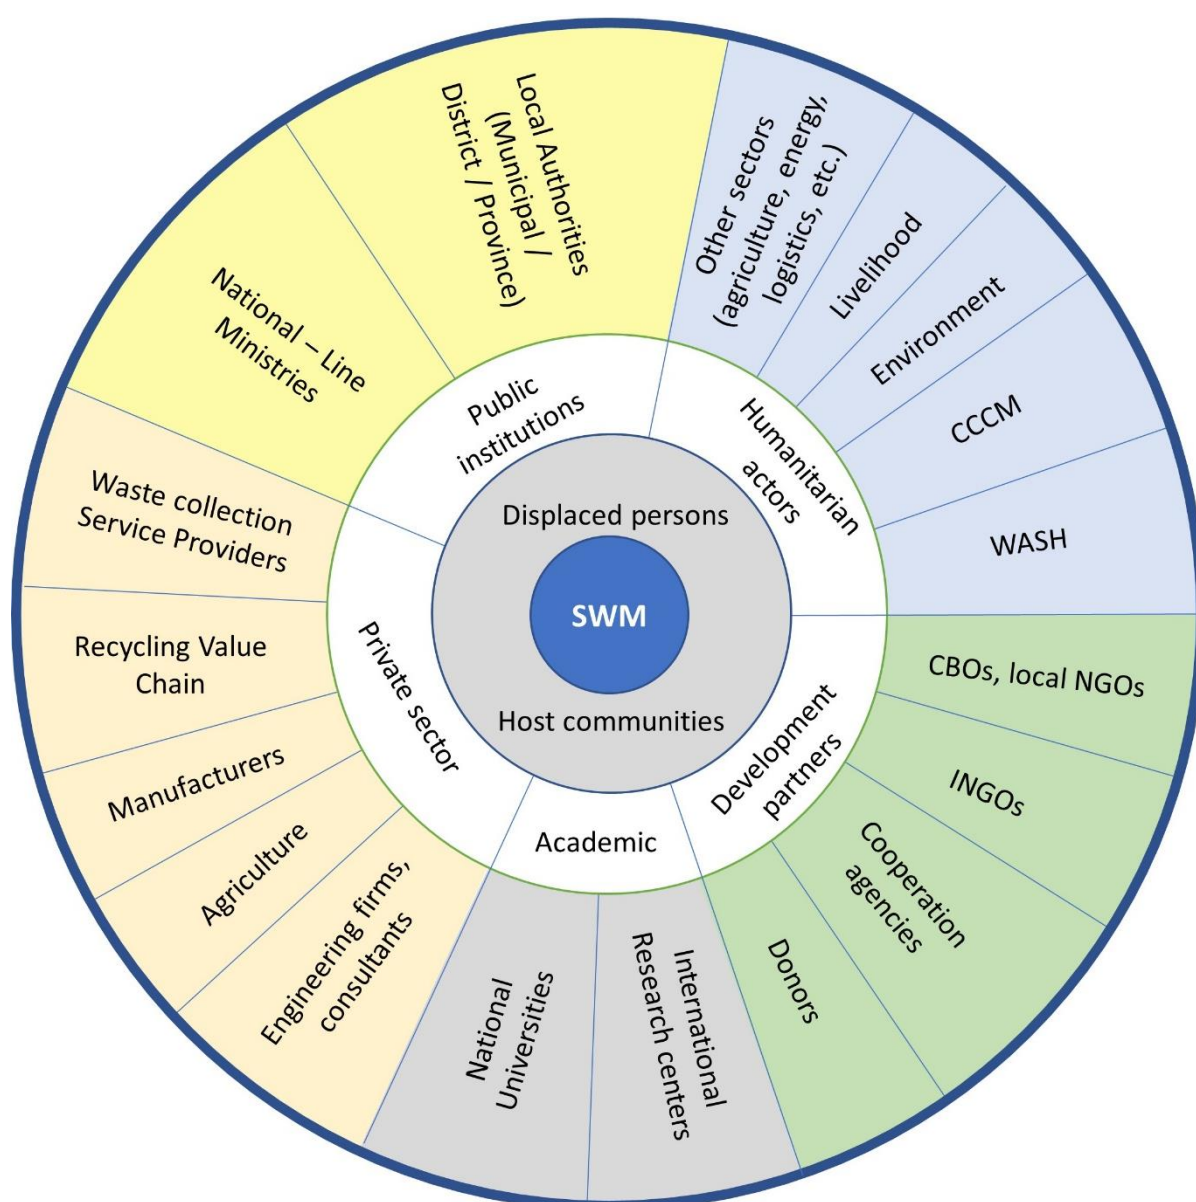 SWM
Displaced persons
Host communities
Public
institutions
Humanitarian
actors
Development
partners
Academic
Private sector
Local Authorities
(Municipal /
District / Province)
Other sectors
(agriculture, energy,
logistics, etc.)
Livelihood
Environment
CCCM
WASH
CBOs, local NGOs
INGOs
Cooperation
agencies
Donors
International
Research centers
National
Universities
Engineering firms,
consultants
Agriculture
Manufacturers
Recycling Value
Chain
Waste collection
Service Providers
National – Line
Ministries